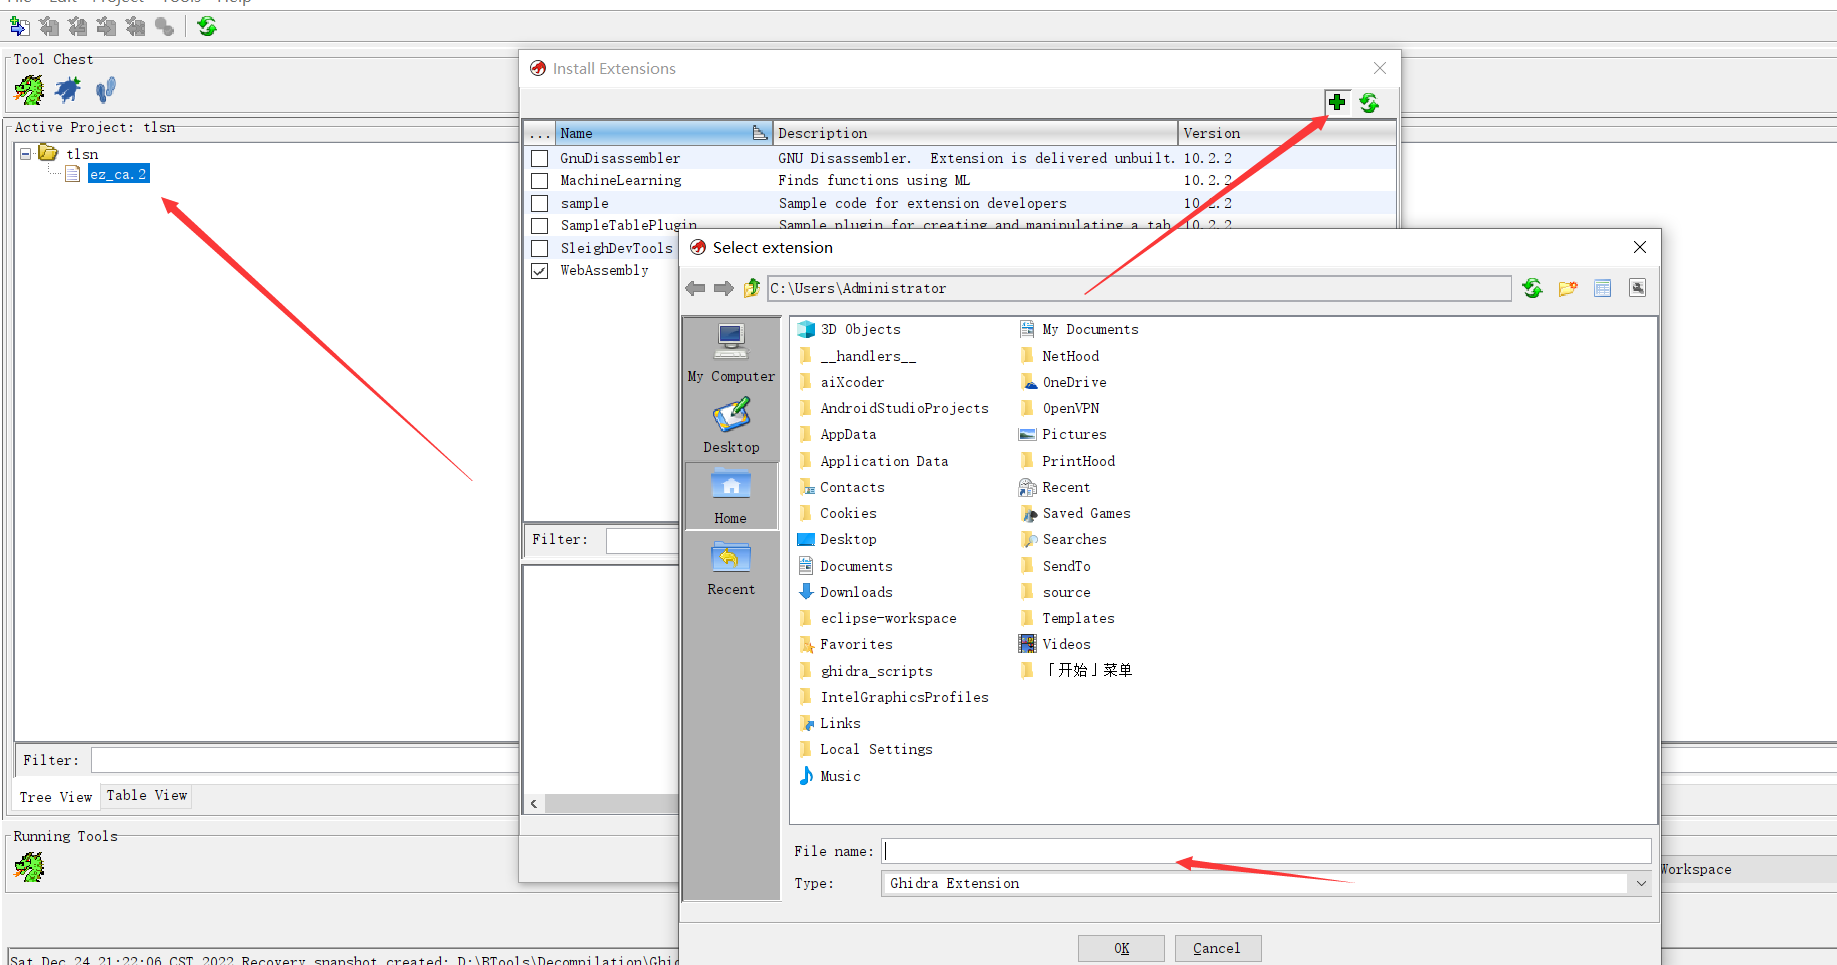 File Edit Project Tools Help
Tool Chest
Active Project: tlsn
tlsn
ez_ca.2
Filter:
Tree View Table View
Running Tools
Workspace
Sat Dec 24 21:22:06 CST 2022 Recovery snapshot created: D:\BTools\Decompilation\Ghi
Install Extensions
... Name Description Version
GnuDisassembler GNU Disassembler. Extension is delivered unbuilt. 10.2.2
MachineLearning Finds functions using ML 10.2.2
sample Sample code for extension developers 10.2.2
SampleTablePlugin Sample plugin for creating and manipulating a tab 10.2.2
SleighDevTools
WebAssembly
Filter:
Select extension
C:\Users\Administrator
My Computer
Desktop
Home
Recent
3D Objects
__handlers__
aiXcoder
AndroidStudioProjects
AppData
Application Data
Contacts
Cookies
Desktop
Documents
Downloads
eclipse-workspace
Favorites
ghidra_scripts
IntelGraphicsProfiles
Links
Local Settings
Music
My Documents
NetHood
OneDrive
OpenVPN
Pictures
PrintHood
Recent
Saved Games
Searches
SendTo
source
Templates
Videos
「开始」菜单
File name:
Type: Ghidra Extension
OK Cancel